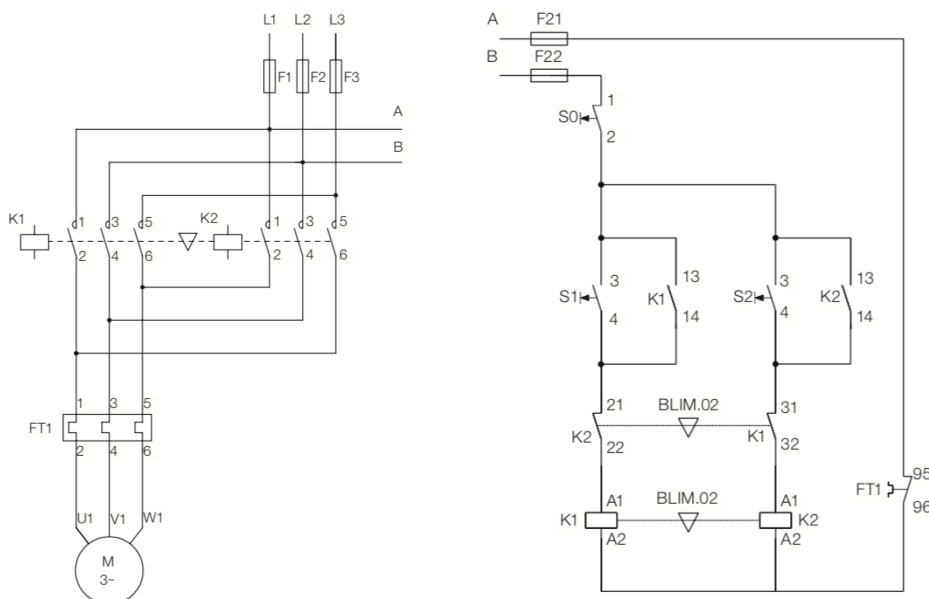 L1 L2 L3
F1 F2 F3
A
B
K1 1 3 5 K2 1 3 5
2 4 6 2 4 6
1 3 5
FT1
2 4 6
U1 V1 W1
M
3~
A F21
B F22
1
S0
2
3 13 3 13
S1 K1 S2 K2
4 14 4 14
21 BLIM.02 31
K2 K1
22 32
95
FT1
96
A1 BLIM.02 A1
K1 K2
A2 A2